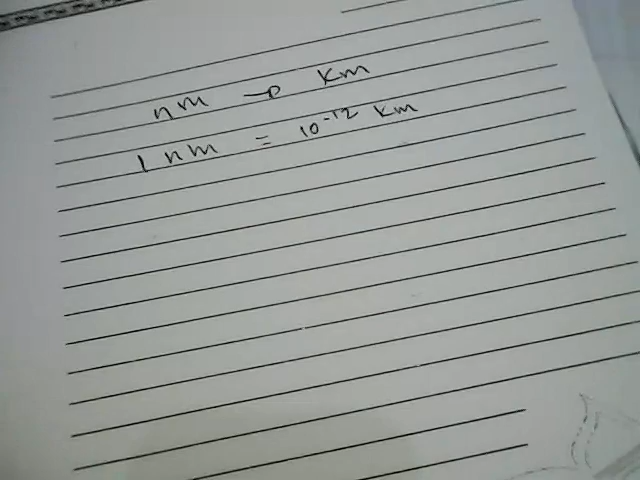 nm → km
1 nm = 10⁻¹² km